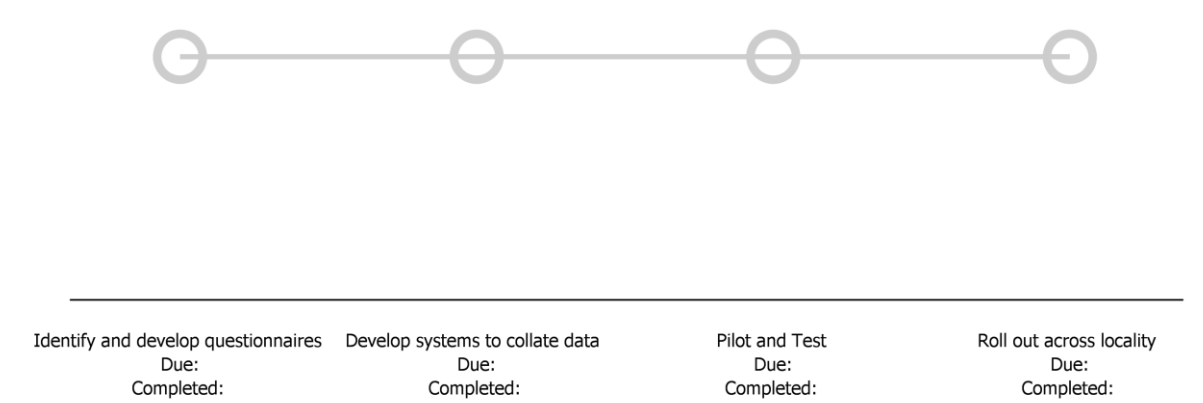 Identify and develop questionnaires
Due:
Completed:
Develop systems to collate data
Due:
Completed:
Pilot and Test
Due:
Completed:
Roll out across locality
Due:
Completed: